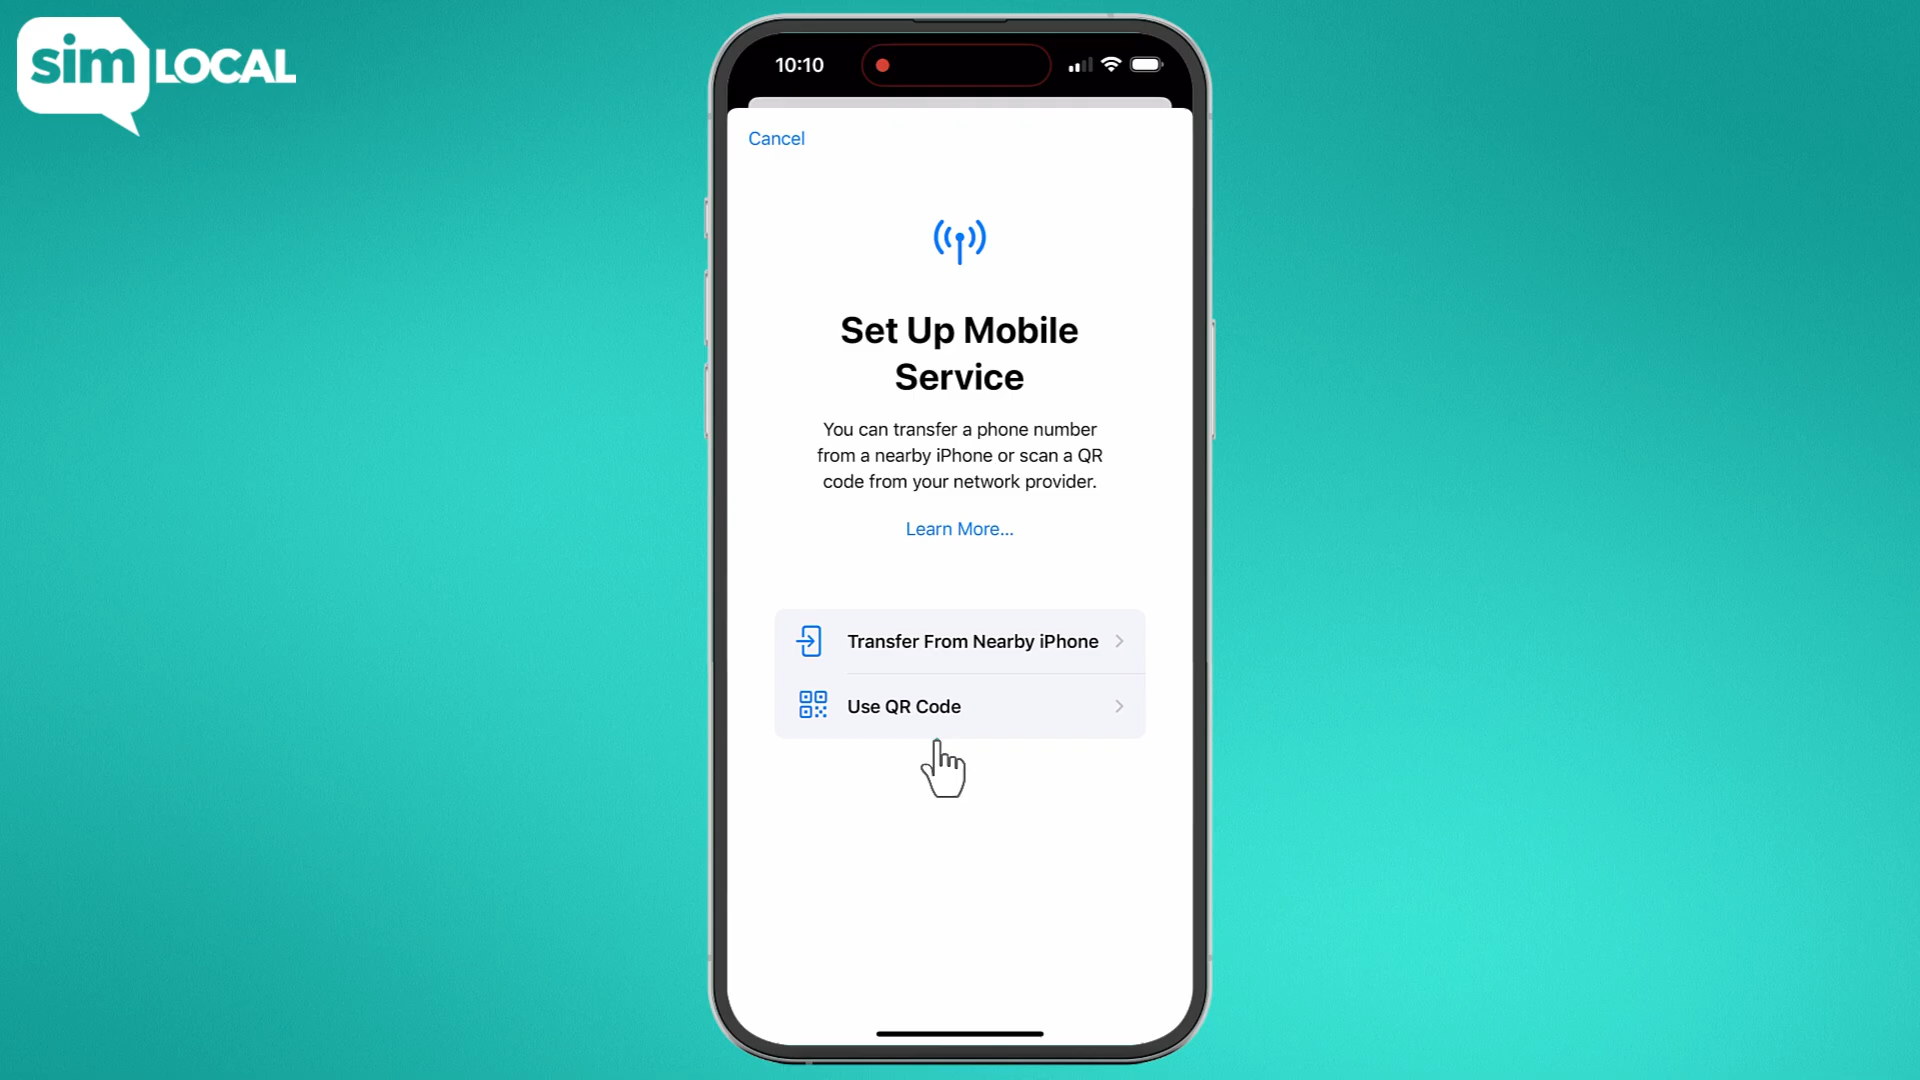 sim LOCAL
10:10
Cancel
Set Up Mobile
Service
You can transfer a phone number
from a nearby iPhone or scan a QR
code from your network provider.
Learn More...
Transfer From Nearby iPhone
Use QR Code